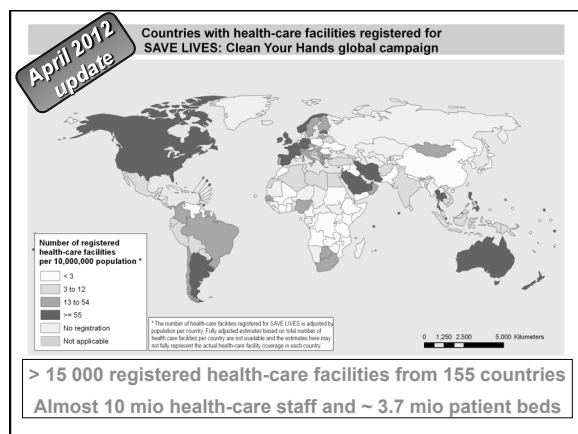 April 2012
update
Countries with health-care facilities registered for
SAVE LIVES: Clean Your Hands global campaign
Number of registered
health-care facilities
per 10,000,000 population *
< 3
3 to 12
13 to 54
>= 55
No registration
Not applicable
* The number of health-care facilities registered for SAVE LIVES is adjusted by
population per country. Fully adjusted estimates based on total number of
health care facilities per country are not available and the estimates here may
not fully represent the actual health-care facility coverage in each country.
0 1,250 2,500 5,000 Kilometers
> 15 000 registered health-care facilities from 155 countries
Almost 10 mio health-care staff and ~ 3.7 mio patient beds